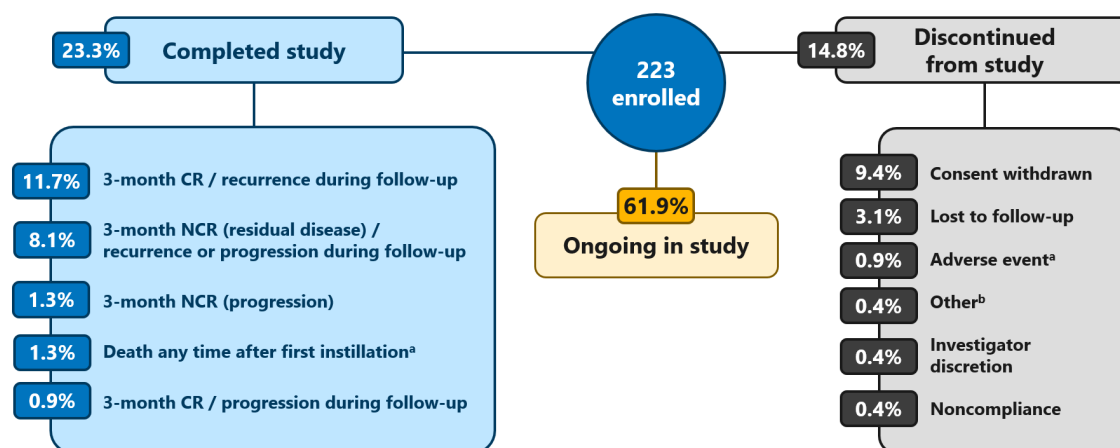 23.3%
Completed study
223
enrolled
14.8%
Discontinued
from study
61.9%
Ongoing in study
11.7%
3-month CR / recurrence during follow-up
8.1%
3-month NCR (residual disease) /
recurrence or progression during follow-up
1.3%
3-month NCR (progression)
1.3%
Death any time after first instillationᵃ
0.9%
3-month CR / progression during follow-up
9.4%
Consent withdrawn
3.1%
Lost to follow-up
0.9%
Adverse eventᵃ
0.4%
Otherᵇ
0.4%
Investigator
discretion
0.4%
Noncompliance